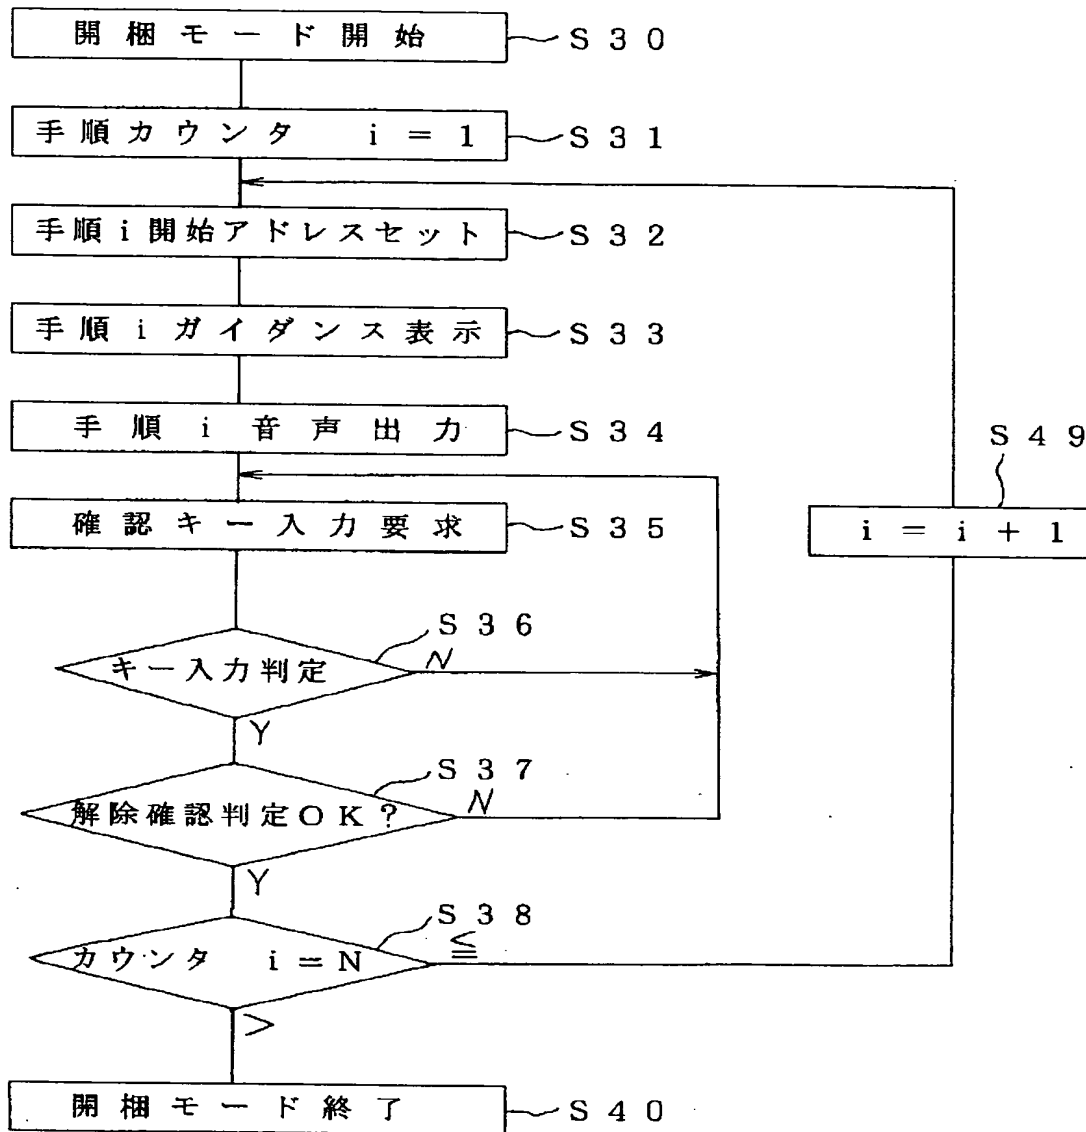 開梱モード開始
S30
手順カウンタ i=1
S31
手順i開始アドレスセット
S32
手順iガイダンス表示
S33
手順i音声出力
S34
S49
確認キー入力要求
S35
i=i+1
S36
キー入力判定
N
Y
S37
解除確認判定OK?
N
Y
S38
カウンタ i=N
≦
>
開梱モード終了
S40